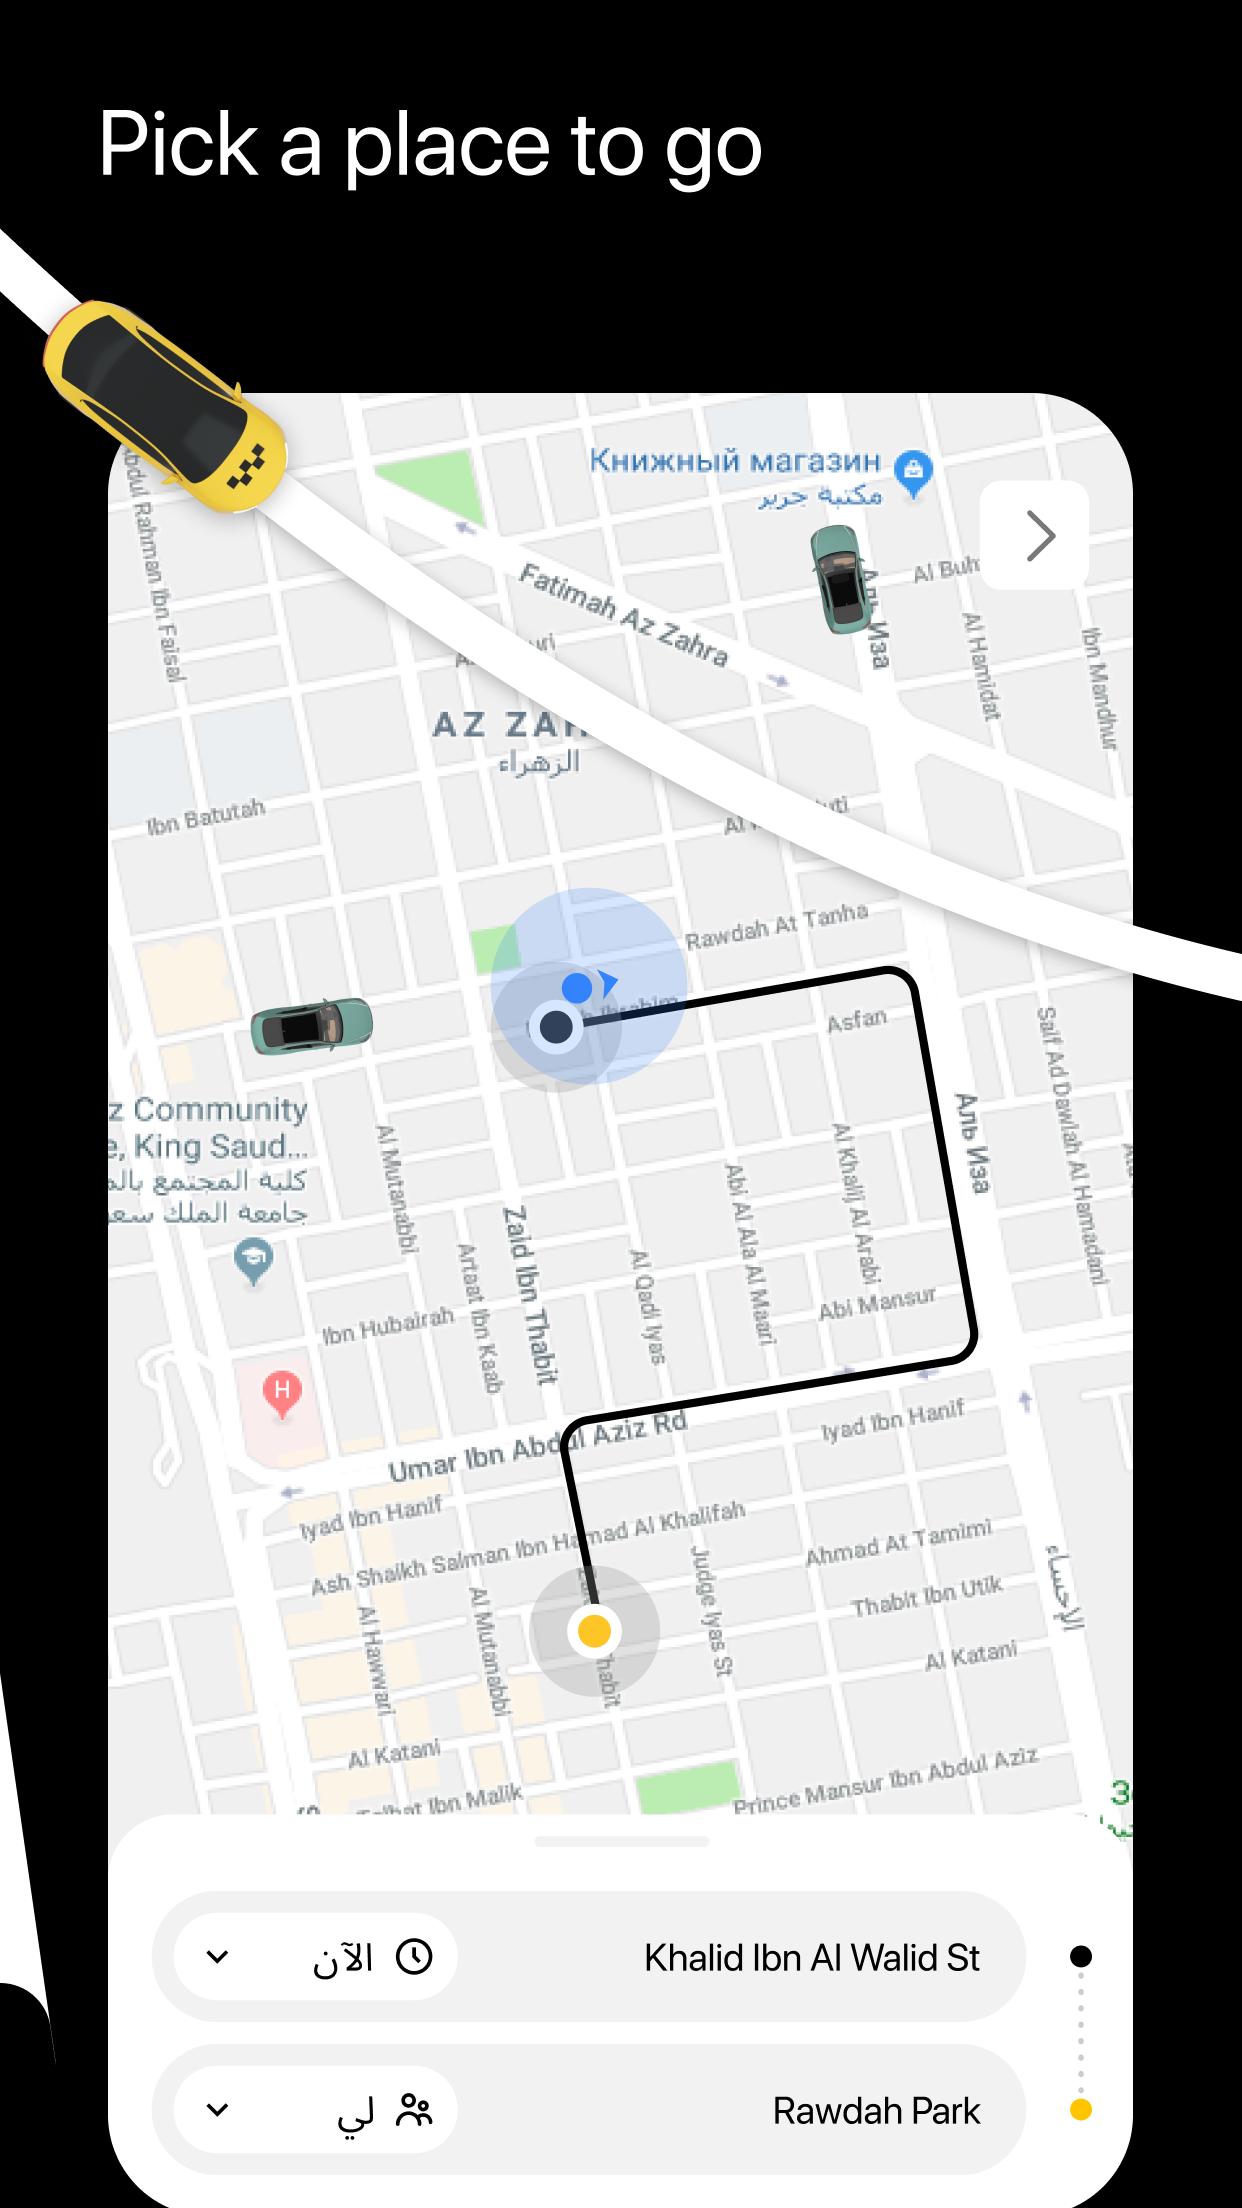 Pick a place to go
Книжный магазин
مكتبة جرير
Abdul Rahman Ibn Faisal
Fatimah Az Zahra
Аль Иза
Al Hamidat
Ibn Mandhur
AZ
الزهراء
Ibn Batutah
Al
Rawdah At Tanha
Asfan
Saif Ad Dawlah Al Hamadani
Community
King Saud...
كلية المجتمع
جامعة الملك
Al Mutanabbi
Artaat Ibn Kaab
Zaid Ibn Thabit
Al Qadi Iyas
Abi Al Ala Al Maari
Al Khalij Al Arabi
Аль Иза
Abi Mansur
Ibn Hubairah
H
Umar Ibn Abdul Aziz Rd
Iyad Ibn Hanif
Iyad Ibn Hanif
Ash Shaikh Salman Ibn Hamad Al Khalifah
Ahmad At Tamimi
Thabit Ibn Utik
الإحساء
Judge Iyas St
Al Hawwari
Al Mutanabbi
Al Katani
Al Katani
Ibn Malik
Prince Mansur Ibn Abdul Aziz
Khalid Ibn Al Walid St
الآن
Rawdah Park
لي